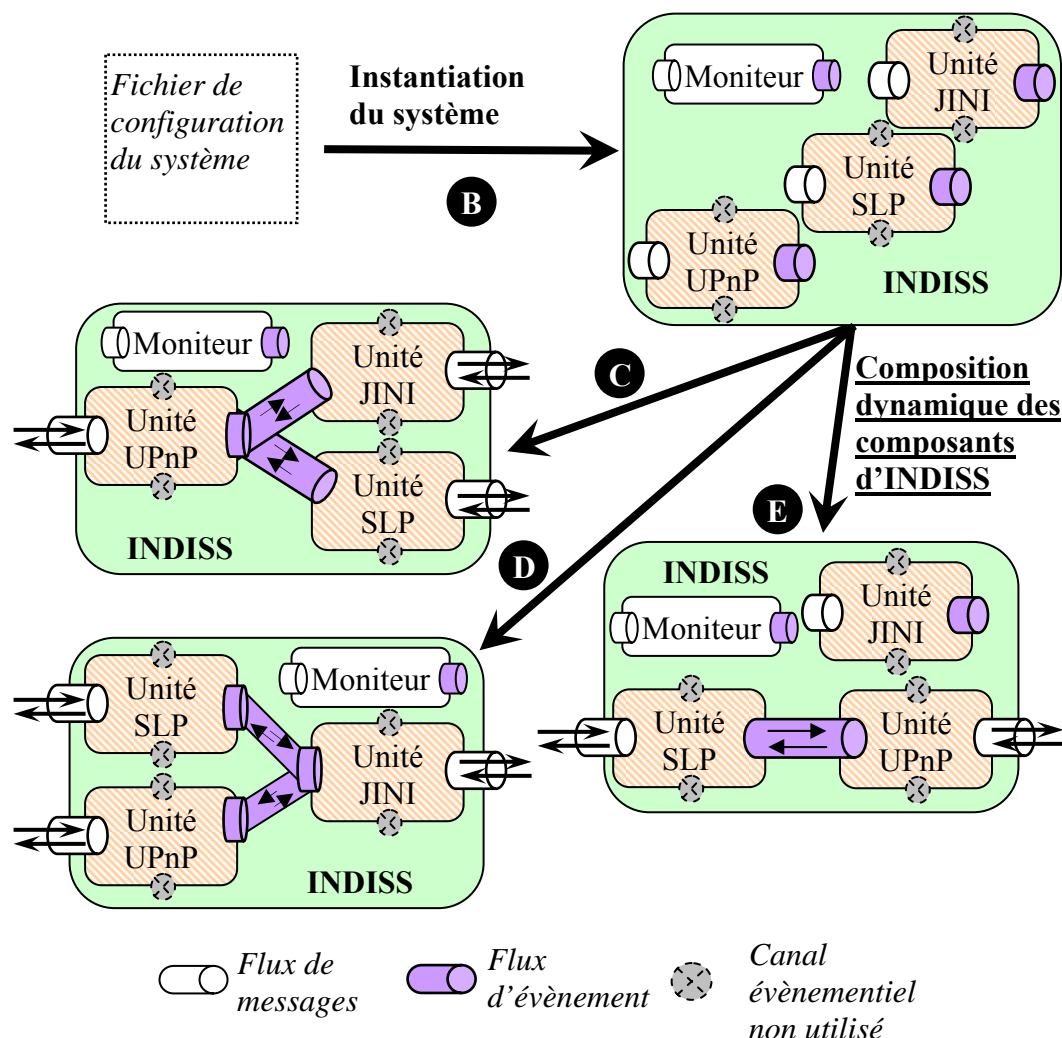 Fichier de
configuration
du système
Instantiation
du système
B
Moniteur
Unité
JINI
Unité
SLP
Unité
UPnP
INDISS
C
Composition
dynamique des
composants
d'INDISS
Moniteur
Unité
JINI
Unité
UPnP
Unité
SLP
INDISS
D
E
INDISS
Moniteur
Unité
JINI
Unité
SLP
Unité
UPnP
Unité
SLP
Moniteur
Unité
JINI
Unité
UPnP
INDISS
Flux de
messages
Flux
d'évènement
Canal
évènementiel
non utilisé